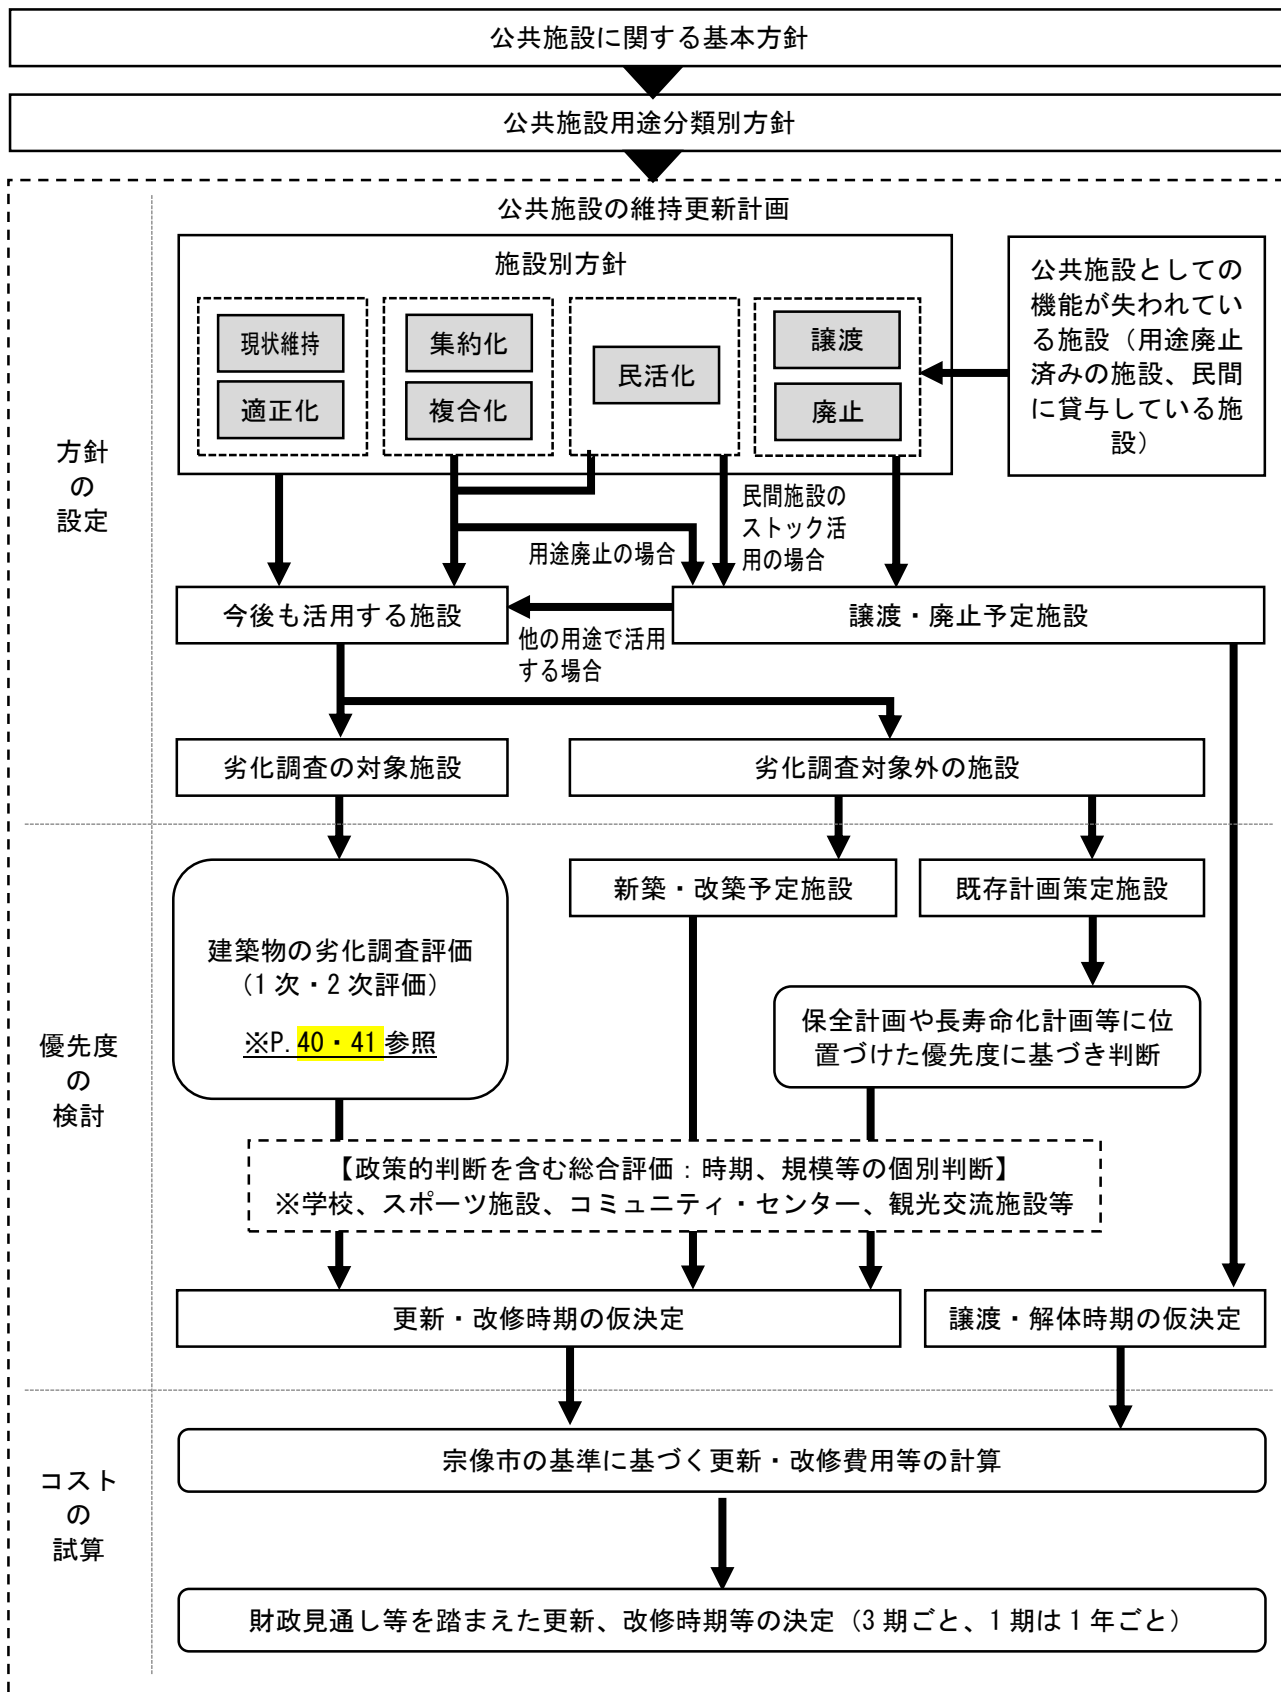 公共施設に関する基本方針
公共施設用途分類別方針
公共施設の維持更新計画
施設別方針
現状維持
適正化
集約化
複合化
民活化
譲渡
廃止
公共施設としての
機能が失われてい
る施設（用途廃止
済みの施設、民間
に貸与している施
設）
方針
の
設定
用途廃止の場合
民間施設の
ストック活
用の場合
今後も活用する施設
譲渡・廃止予定施設
他の用途で活用
する場合
劣化調査の対象施設
劣化調査対象外の施設
優先度
の
検討
建築物の劣化調査評価
（1次・2次評価）
※P.40・41参照
新築・改築予定施設
既存計画策定施設
保全計画や長寿命化計画等に位
置づけた優先度に基づき判断
【政策的判断を含む総合評価：時期、規模等の個別判断】
※学校、スポーツ施設、コミュニティ・センター、観光交流施設等
更新・改修時期の仮決定
譲渡・解体時期の仮決定
コスト
の
試算
宗像市の基準に基づく更新・改修費用等の計算
財政見通し等を踏まえた更新、改修時期等の決定（3期ごと、1期は1年ごと）